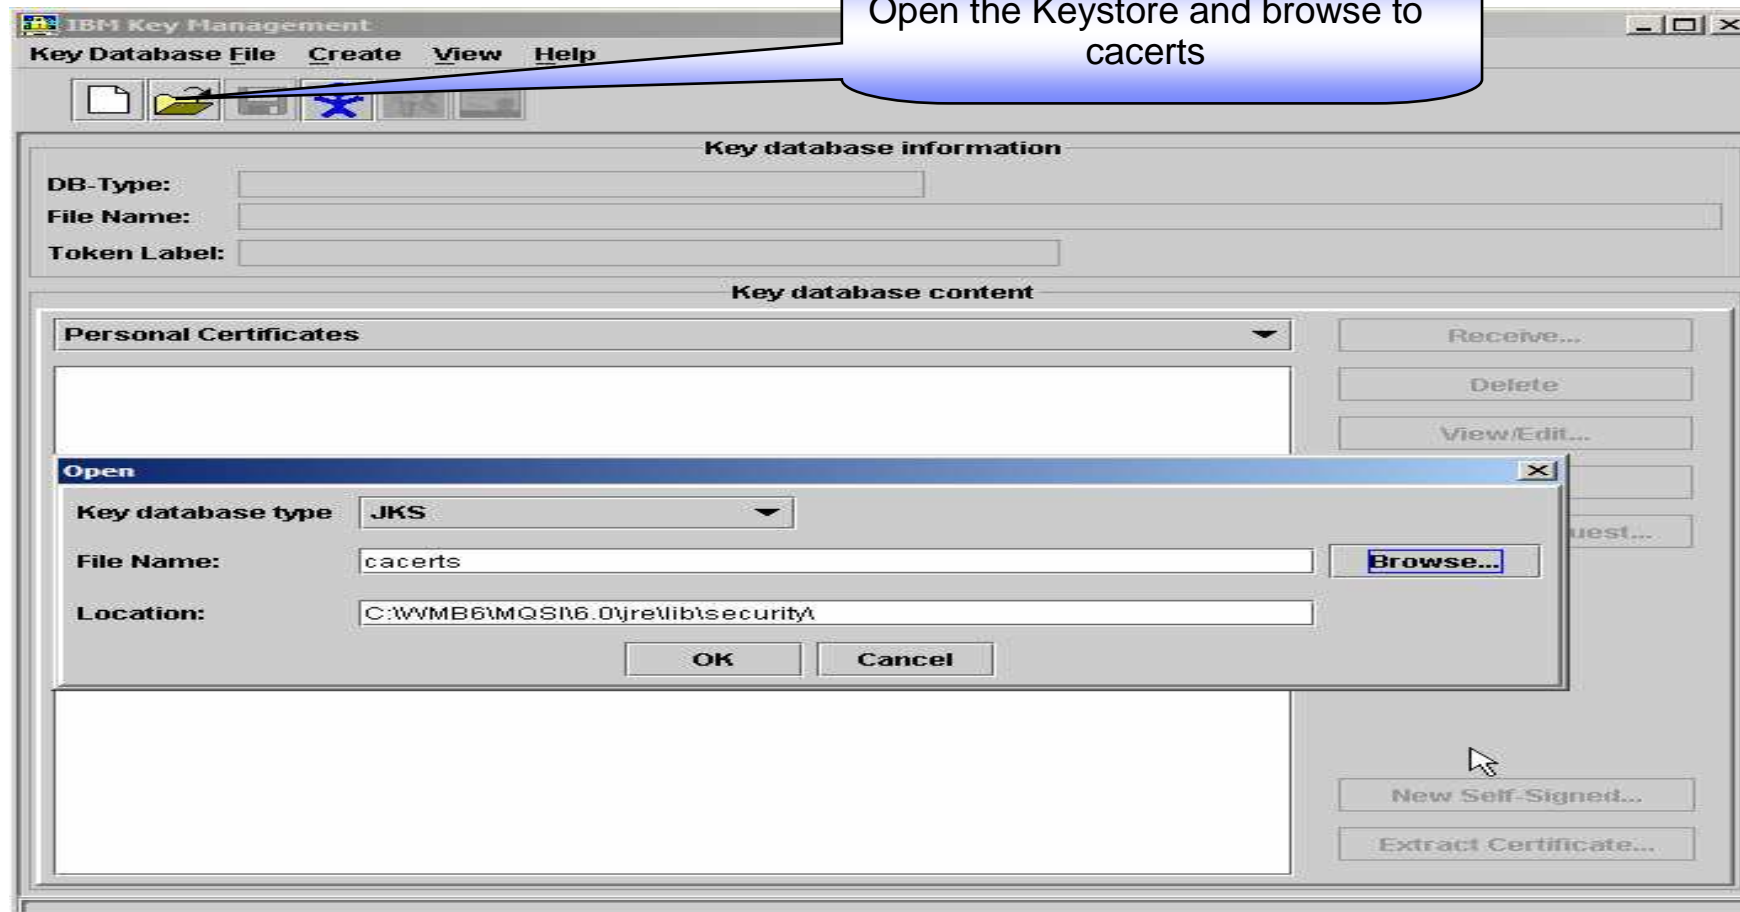 IBM Key Management
Open the Keystore and browse to
cacerts
Key Database File Create View Help
Key database information
DB-Type:
File Name:
Token Label:
Key database content
Personal Certificates
Receive...
Delete
View/Edit...
Open
Key database type JKS
uest...
File Name: cacerts Browse...
Location: C:\WMB6\MQSI\6.0\jre\lib\security\
OK Cancel
New Self-Signed...
Extract Certificate...